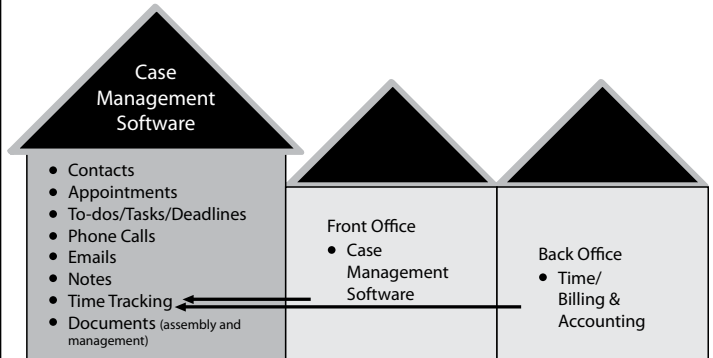 Case
Management
Software
• Contacts
• Appointments
• To-dos/Tasks/Deadlines
• Phone Calls
• Emails
• Notes
• Time Tracking
• Documents (assembly and
management)
Front Office
• Case
Management
Software
Back Office
• Time/
Billing &
Accounting